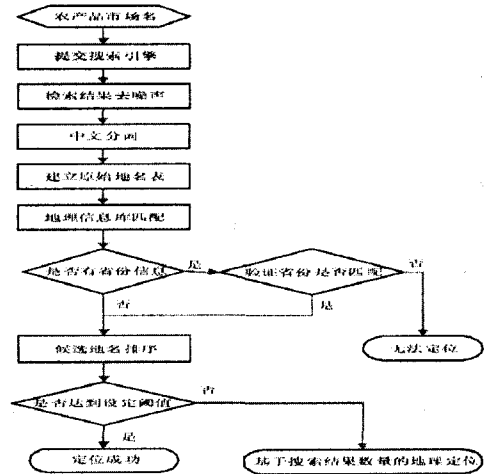 农产品市场名
提交搜索引擎
检索结果去噪声
中文分词
建立原始地名表
地理信息库匹配
是否有省份信息
是
验证省份是否匹配
否
否
是
候选地名排序
无法定位
是否达到设定阈值
否
是
定位成功
基于搜索结果数量的地理定位